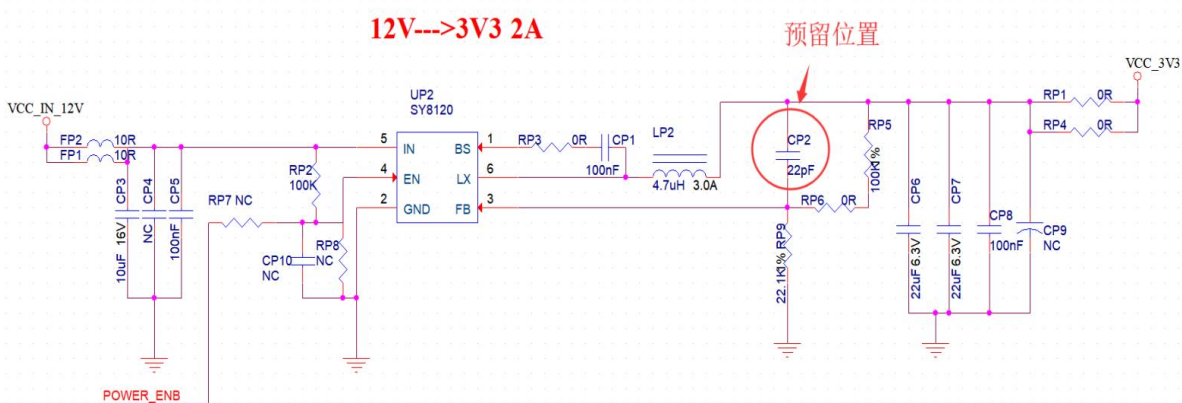 12V--->3V3 2A
预留位置
VCC_3V3
VCC_IN_12V
UP2
SY8120
FP2 10R
FP1 10R
5 IN BS 1
RP3 0R
CP1
100nF
LP2
4.7uH 3.0A
4 EN LX 6
2 GND FB 3
RP2
100K
RP7 NC
CP3
10uF 16V
CP4
NC
CP5
100nF
CP10
NC
RP8
NC
CP2
22pF
RP5
100K1%
RP6 0R
RP9
22.1K1%
CP6
22uF 6.3V
CP7
22uF 6.3V
CP8
100nF
CP9
NC
RP1 0R
RP4 0R
POWER_ENB